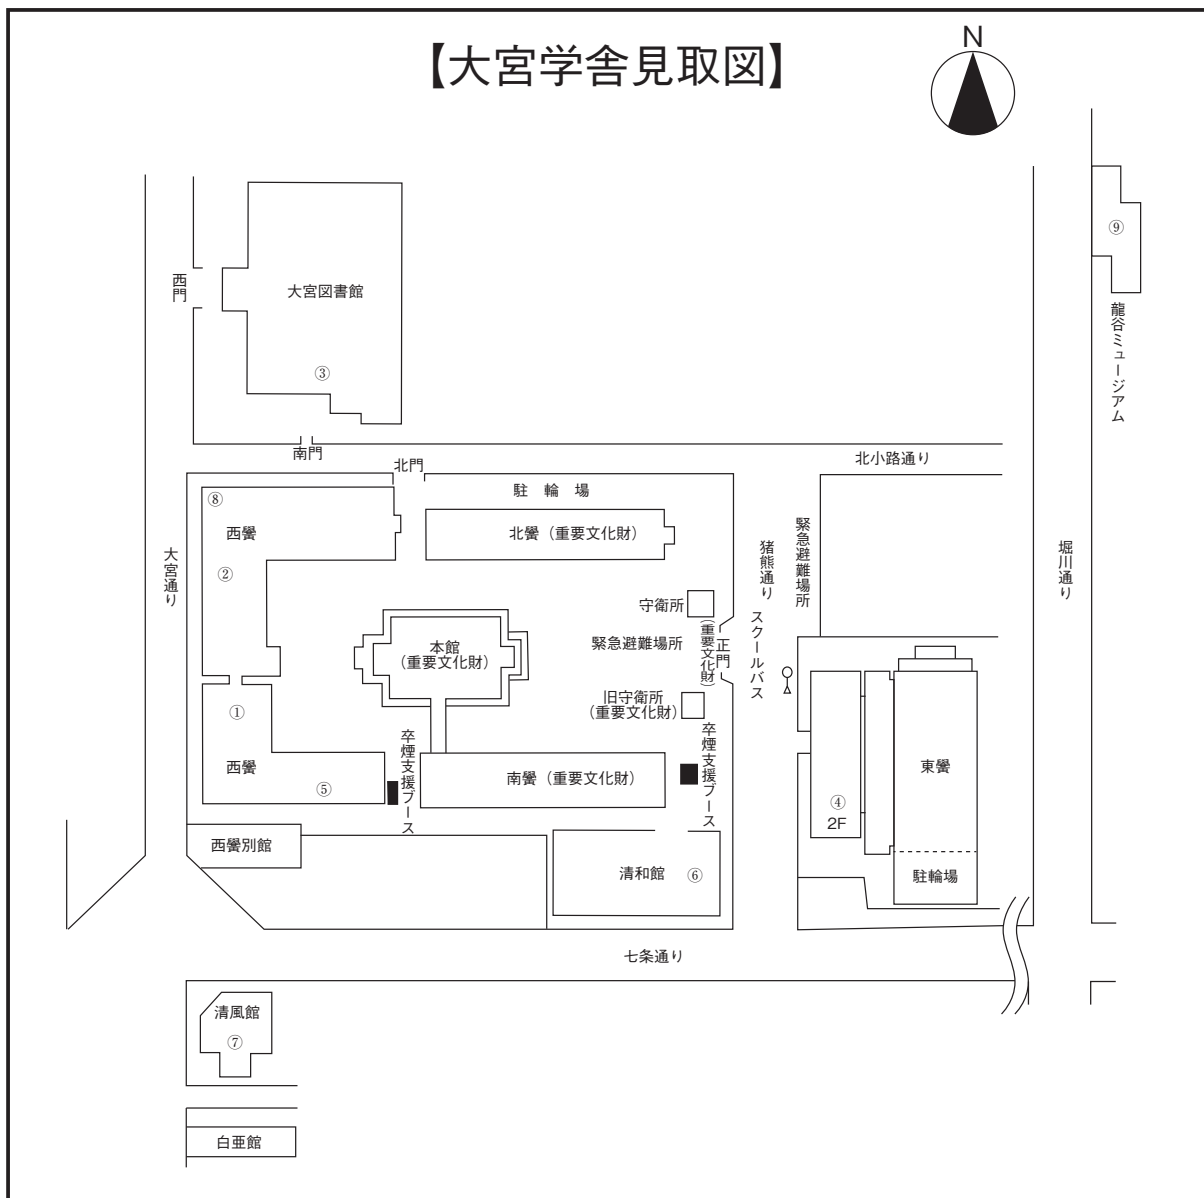 【大宮学舎見取図】
N
⑨
西門
大宮図書館
龍谷ミュージアム
③
南門
北小路通り
北門
駐輪場
⑧
西黌
北黌（重要文化財）
緊急避難場所
猪熊通り
大宮通り
堀川通り
②
守衛所
（重要文化財）
緊急避難場所
正門
スクールバス
本館
（重要文化財）
旧守衛所
（重要文化財）
①
卒煙支援ブース
卒煙支援ブース
西黌
南黌（重要文化財）
東黌
⑤
④
2F
西黌別館
清和館
⑥
駐輪場
七条通り
清風館
⑦
白亜館